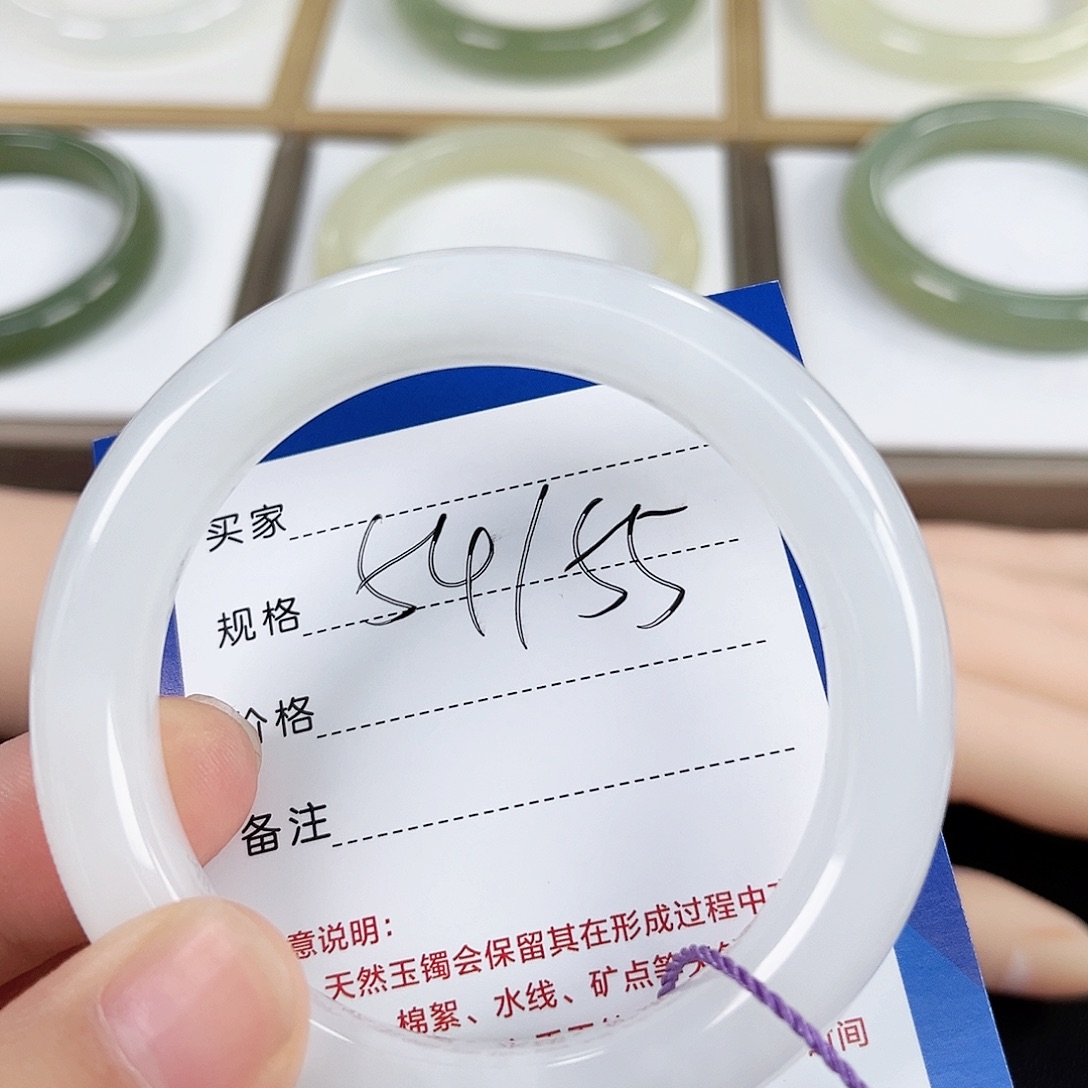 买家
规格 54/55
价格
备注
意说明：
天然玉镯会保留其在形成过程中
棉絮、水线、矿点等
间